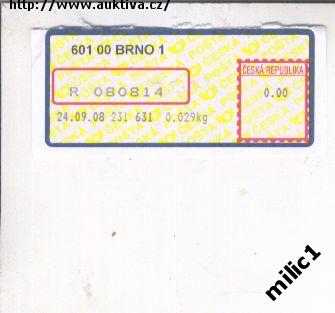 http://www.auktiva.cz/
601 00 BRNO 1
ČESKÁ REPUBLIKA
R 080814
0.00
24.09.08 231 631 0.029kg
milic1